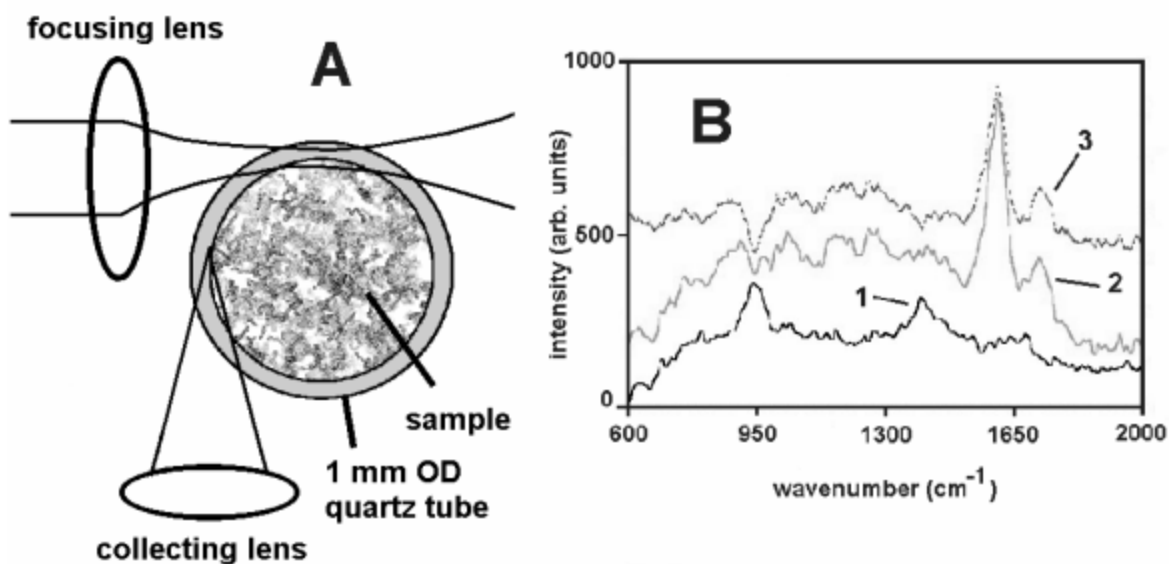 focusing lens
A
sample
1 mm OD
quartz tube
collecting lens
B
1000
500
0
intensity (arb. units)
3
2
1
600
950
1300
1650
2000
wavenumber (cm⁻¹)